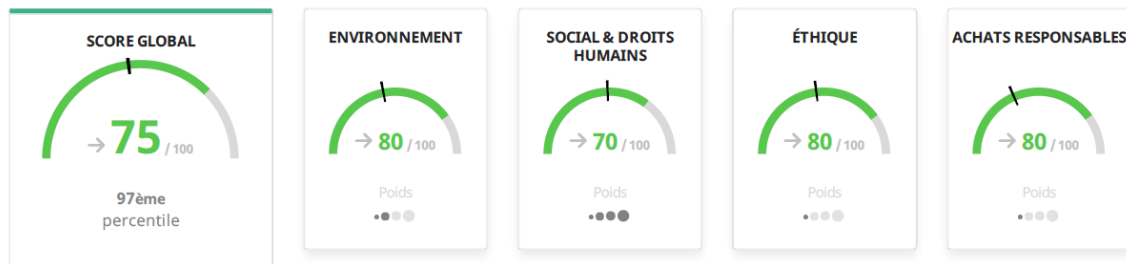 SCORE GLOBAL
→ 75 / 100
97ème
percentile
ENVIRONNEMENT
→ 80 / 100
Poids
SOCIAL & DROITS
HUMAINS
→ 70 / 100
Poids
ÉTHIQUE
→ 80 / 100
Poids
ACHATS RESPONSABLES
→ 80 / 100
Poids